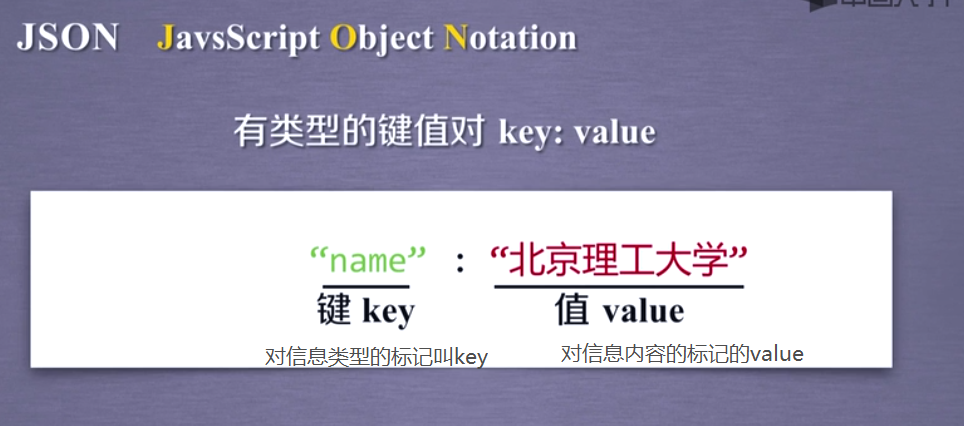 JSON JavsScript Object Notation
有类型的键值对 key: value
“name” : “北京理工大学”
键 key 值 value
对信息类型的标记叫key 对信息内容的标记的value